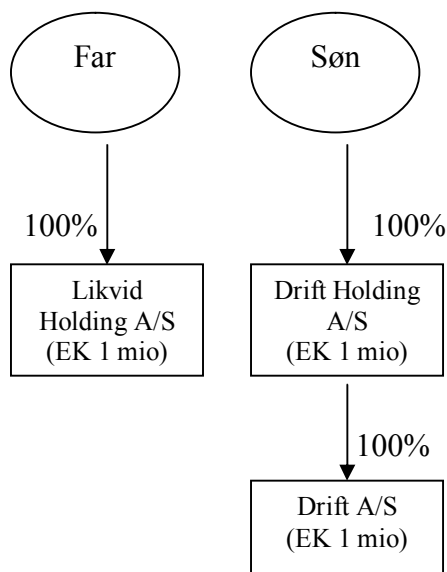 Far
Søn
100%
100%
Likvid
Holding A/S
(EK 1 mio)
Drift Holding
A/S
(EK 1 mio)
100%
Drift A/S
(EK 1 mio)